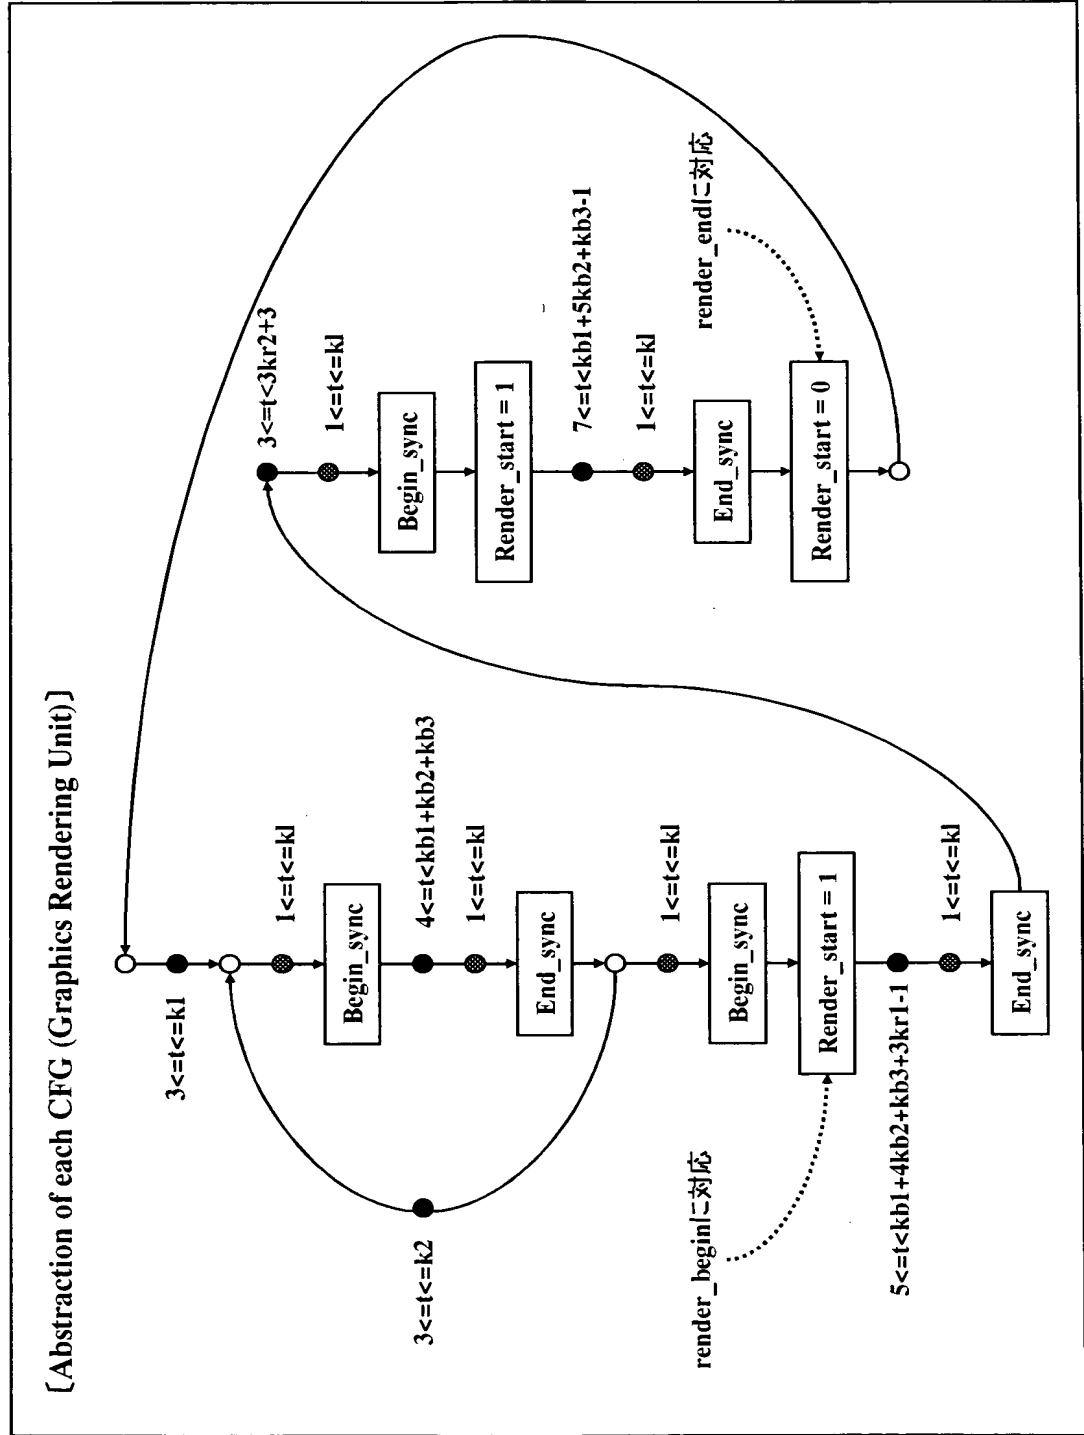 〔Abstraction of each CFG (Graphics Rendering Unit)〕
3<=t<=k1
1<=t<=kl
Begin_sync
4<=t<kb1+kb2+kb3
3<=t<=k2
1<=t<=kl
End_sync
1<=t<=kl
Begin_sync
render_beginに対応
Render_start = 1
5<=t<kb1+4kb2+kb3+3kr1-1
1<=t<=kl
End_sync
3<=t<3kr2+3
1<=t<=kl
Begin_sync
Render_start = 1
7<=t<kb1+5kb2+kb3-1
1<=t<=kl
End_sync
render_endに対応
Render_start = 0